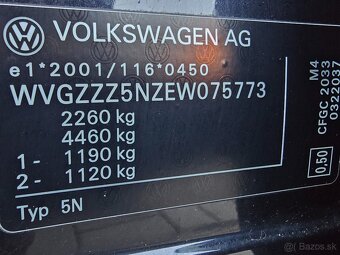 VOLKSWAGEN AG
e1*2001/116*0450
WVGZZZ5NZEW075773
2260 kg
4460 kg
1- 1190 kg
2- 1120 kg
Typ 5N
M4
CFGC 2033
0322037
0,50
Bazos.sk